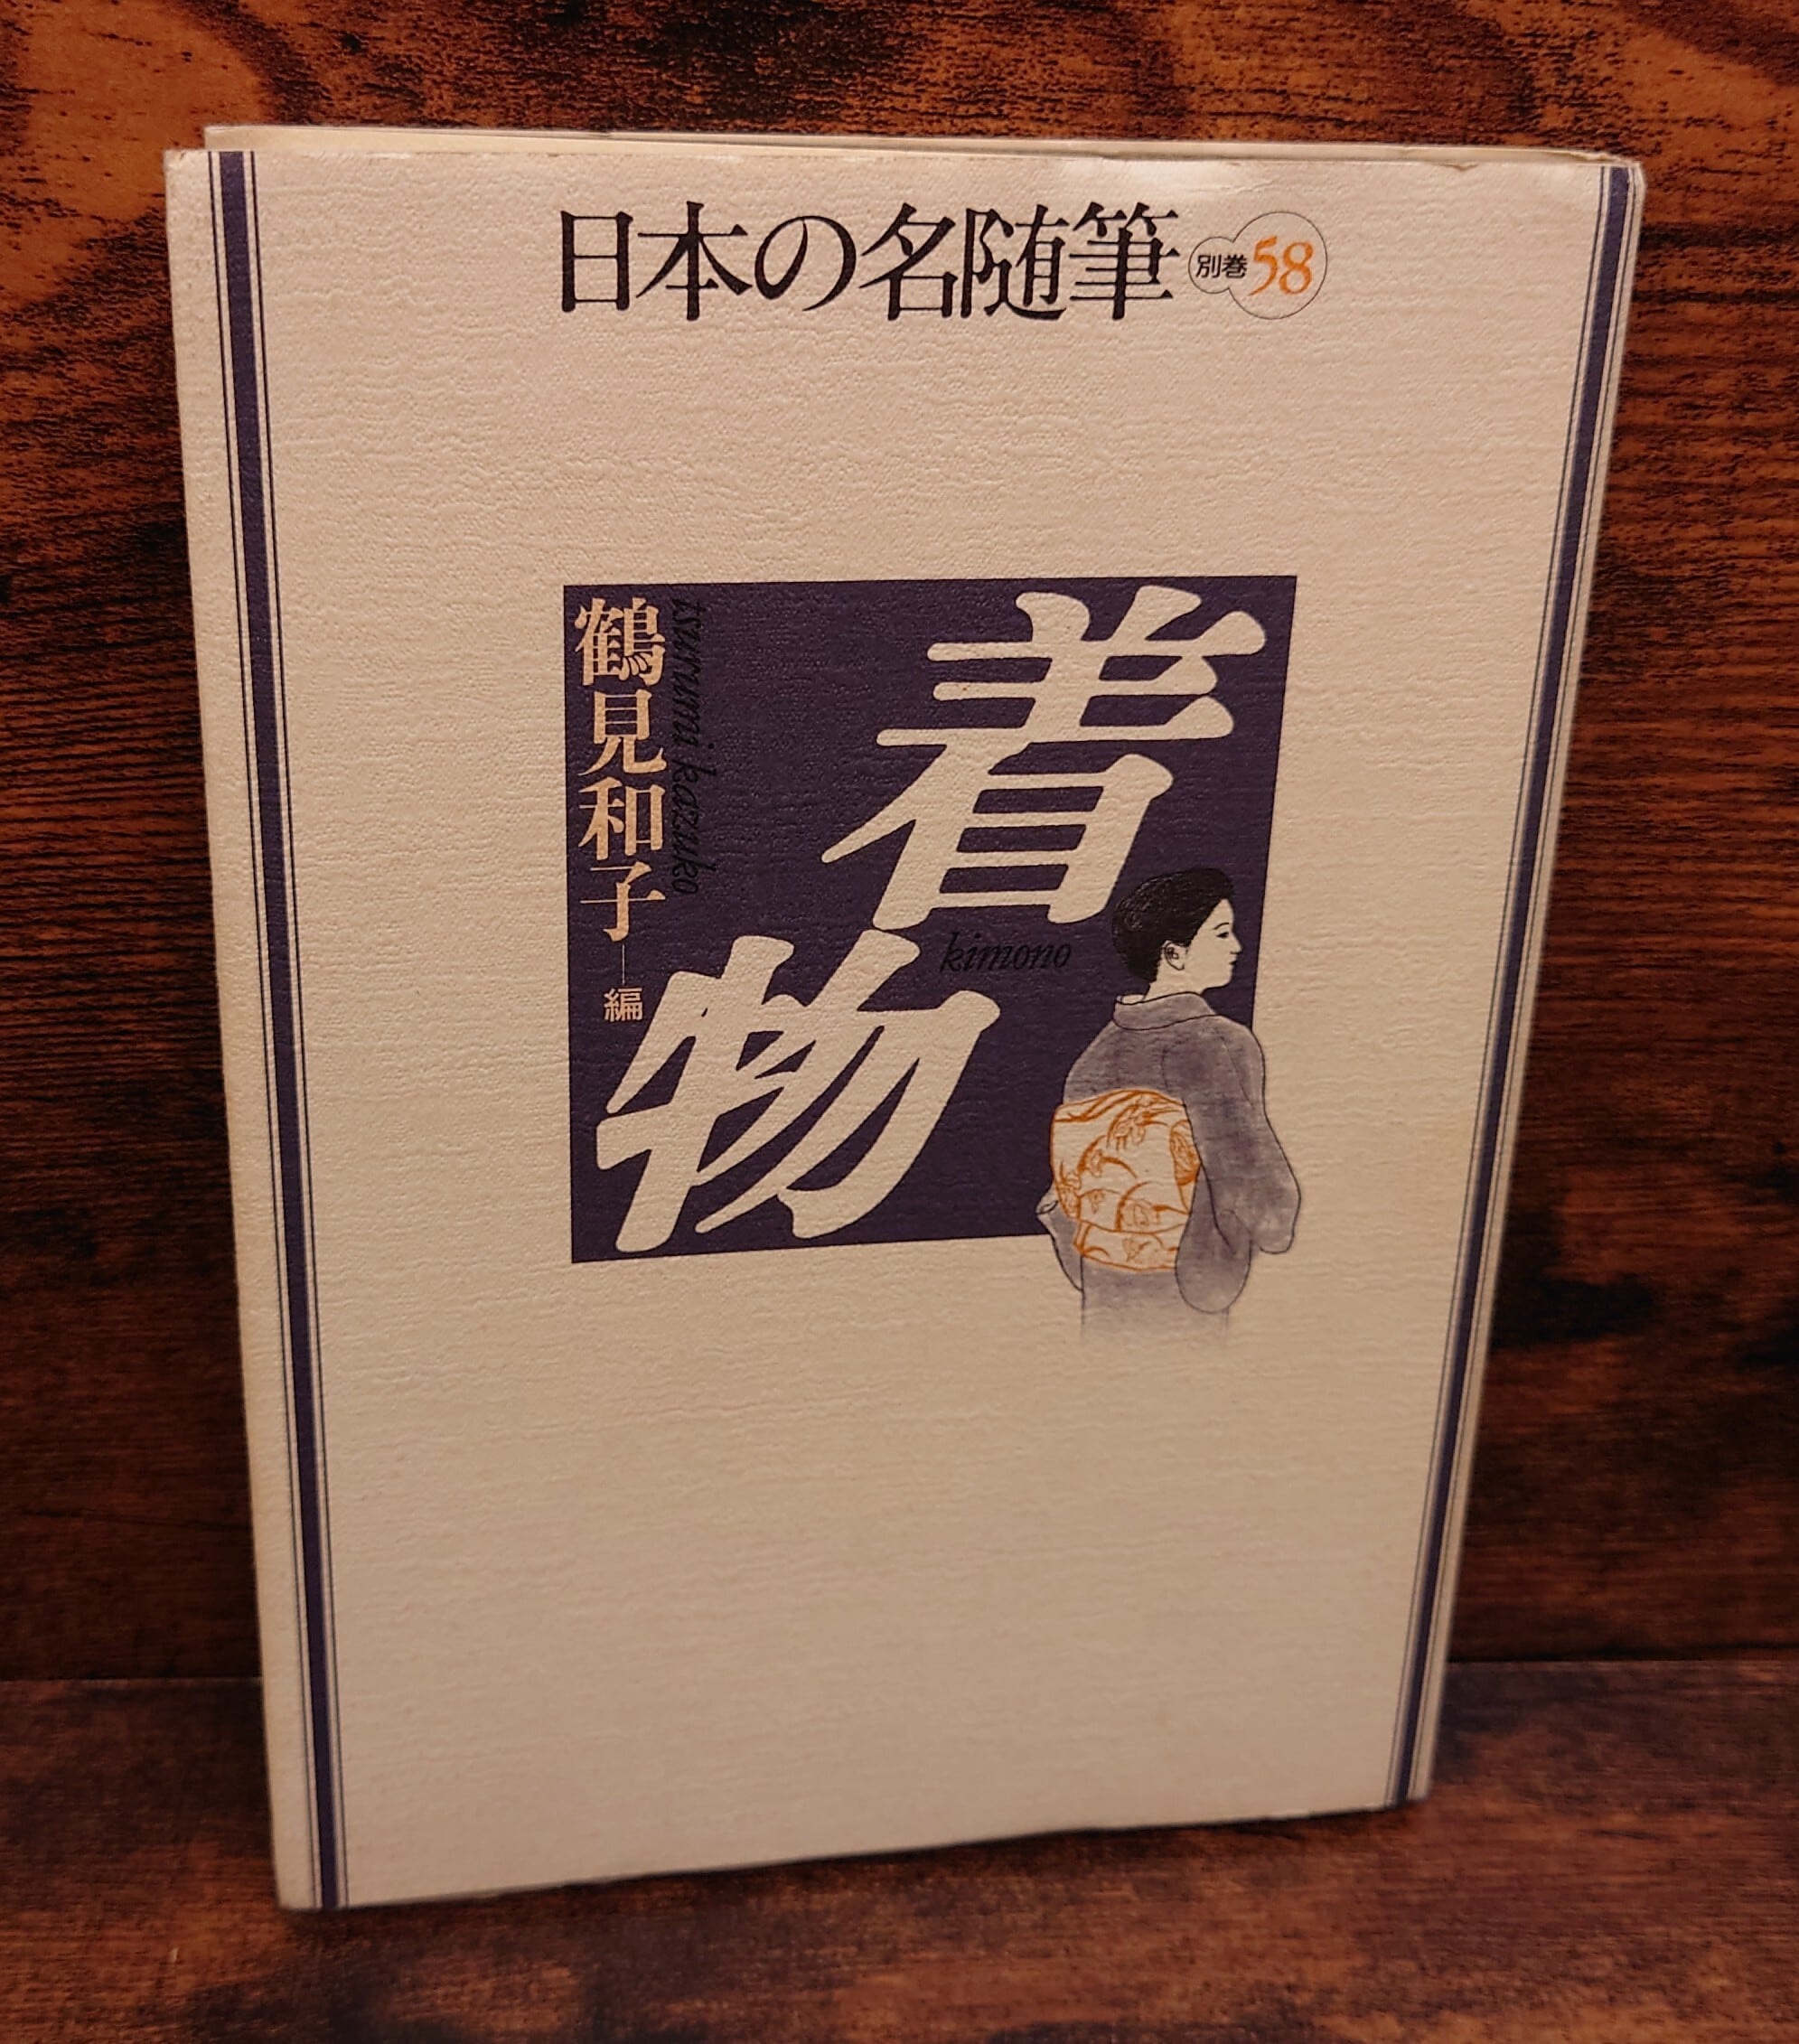 日本の名随筆 別巻58
着物
kimono
鶴見和子—編
tsurumi kazuko